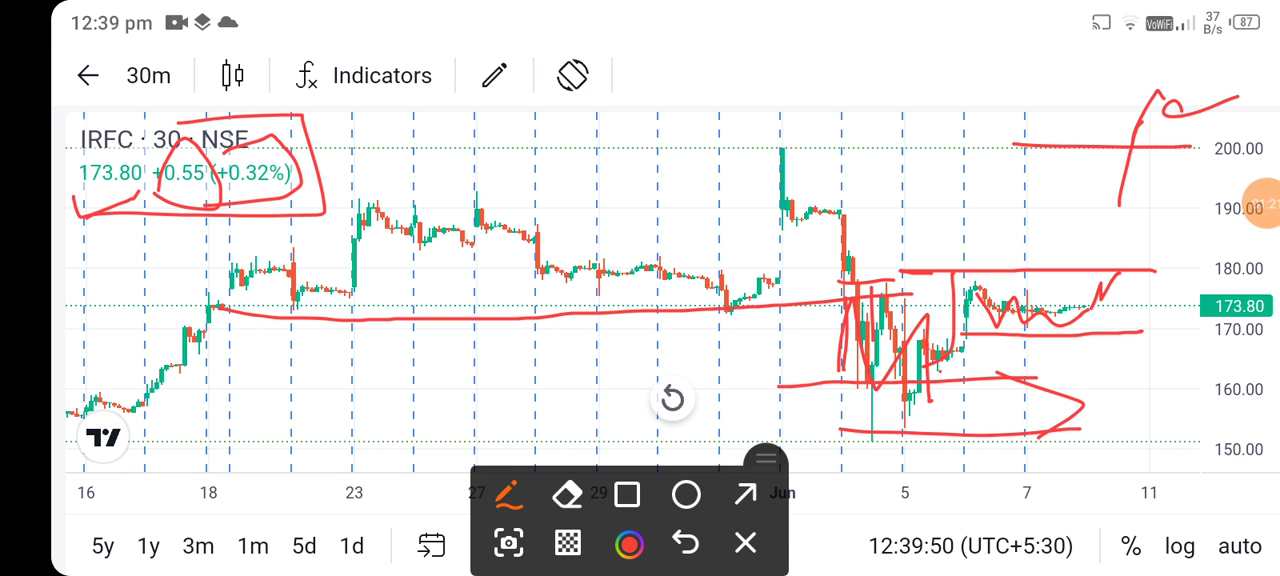 12:39 pm
VoWiFi 37 B/s 87
30m Indicators
IRFC · 30 · NSE
173.80 +0.55 (+0.32%)
200.00
190.00
01:21
180.00
173.80
170.00
160.00
150.00
16 18 23 27 29 Jun 5 7 11
5y 1y 3m 1m 5d 1d 12:39:50 (UTC+5:30) % log auto